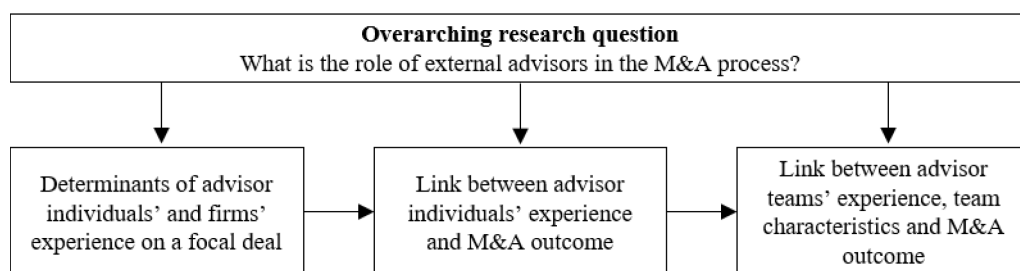 Overarching research question
What is the role of external advisors in the M&A process?
Determinants of advisor
individuals’ and firms’
experience on a focal deal
Link between advisor
individuals’ experience
and M&A outcome
Link between advisor
teams’ experience, team
characteristics and M&A
outcome